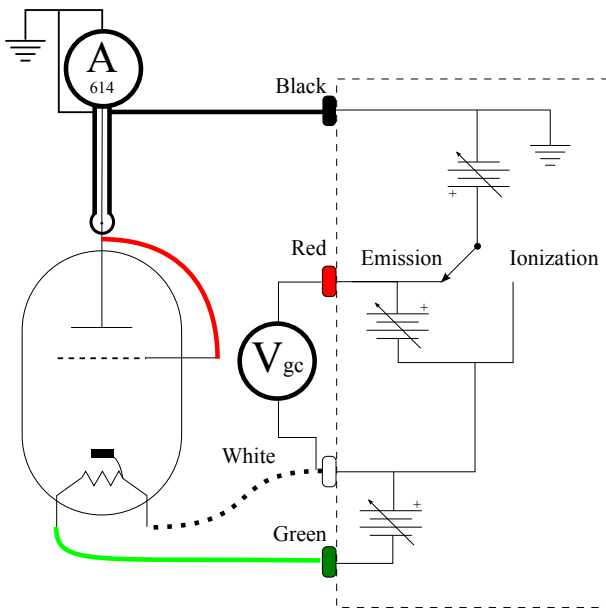 A
614
Black
+
Red
Emission
Ionization
+
V gc
White
+
Green